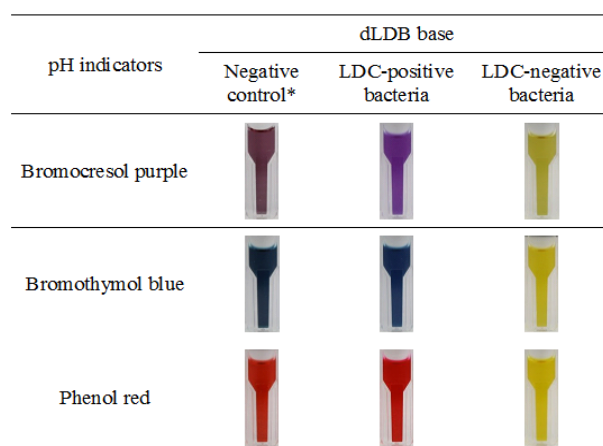 dLDB base
pH indicators
Negative
control*
LDC-positive
bacteria
LDC-negative
bacteria
Bromocresol purple
Bromothymol blue
Phenol red